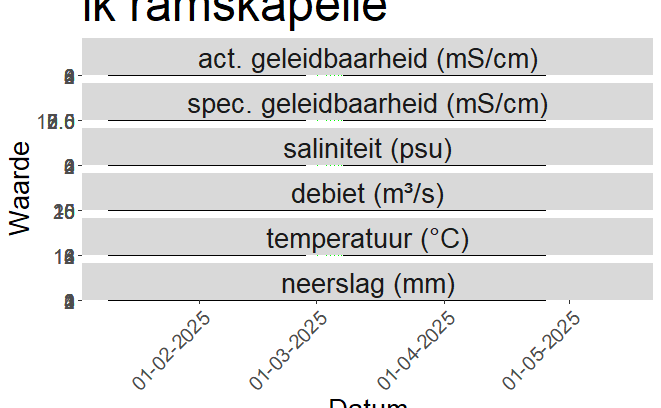 ik ramskapelle
act. geleidbaarheid (mS/cm)
spec. geleidbaarheid (mS/cm)
saliniteit (psu)
debiet (m³/s)
temperatuur (°C)
neerslag (mm)
Waarde
01-02-2025
01-03-2025
01-04-2025
01-05-2025
Datum